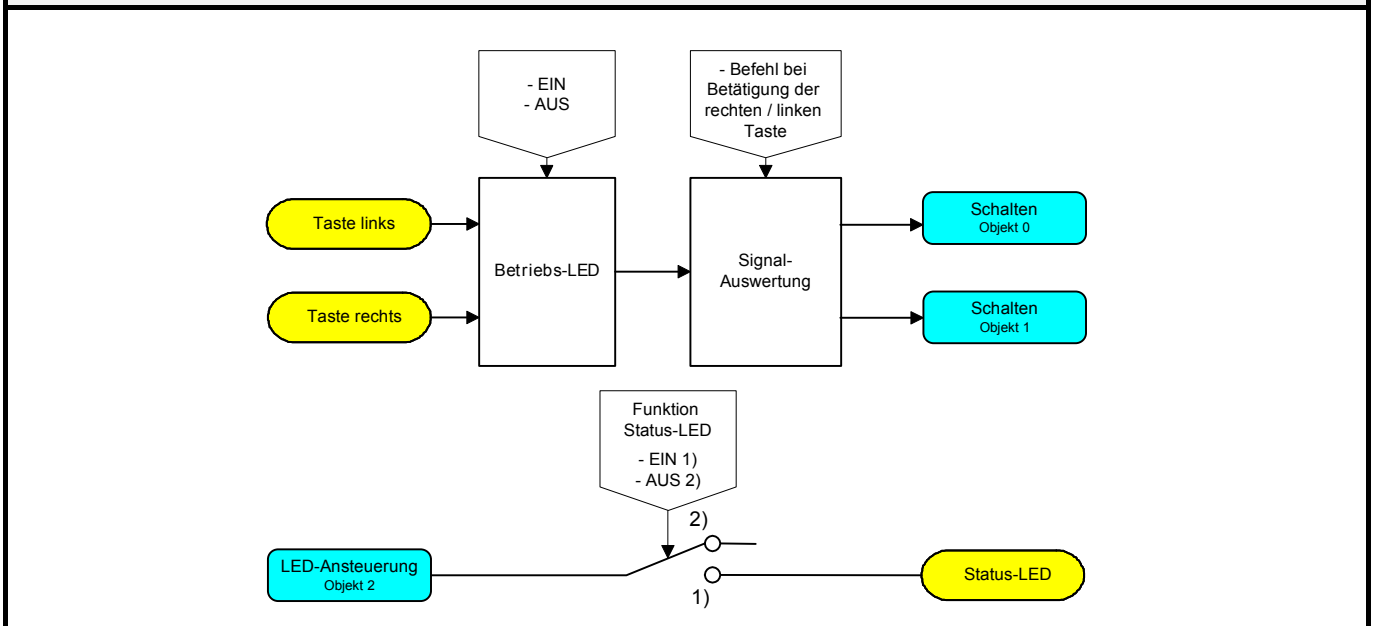 - EIN
- AUS
- Befehl bei
Betätigung der
rechten / linken
Taste
Taste links
Taste rechts
Betriebs-LED
Signal-
Auswertung
Schalten
Objekt 0
Schalten
Objekt 1
Funktion
Status-LED
- EIN 1)
- AUS 2)
2)
LED-Ansteuerung
Objekt 2
1)
Status-LED